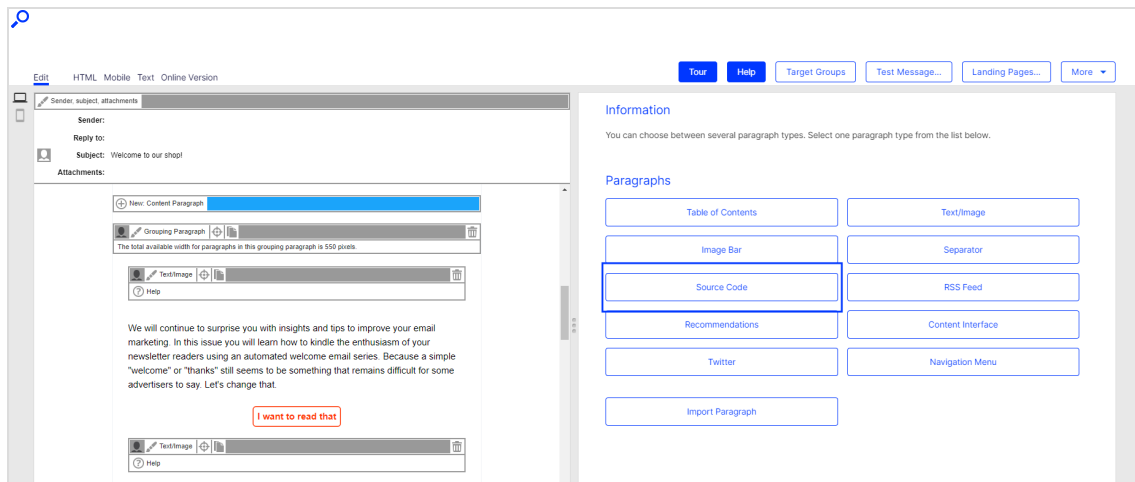 Edit HTML Mobile Text Online Version
Tour Help Target Groups Test Message... Landing Pages... More
Sender, subject, attachments
Sender:
Reply to:
Subject: Welcome to our shop!
Attachments:
New: Content Paragraph
Grouping Paragraph
The total available width for paragraphs in this grouping paragraph is 550 pixels.
Text/Image
Help
We will continue to surprise you with insights and tips to improve your email
marketing. In this issue you will learn how to kindle the enthusiasm of your
newsletter readers using an automated welcome email series. Because a simple
"welcome" or "thanks" still seems to be something that remains difficult for some
advertisers to say. Let's change that.
I want to read that
Text/Image
Help
Information
You can choose between several paragraph types. Select one paragraph type from the list below.
Paragraphs
Table of Contents Text/Image
Image Bar Separator
Source Code RSS Feed
Recommendations Content Interface
Twitter Navigation Menu
Import Paragraph